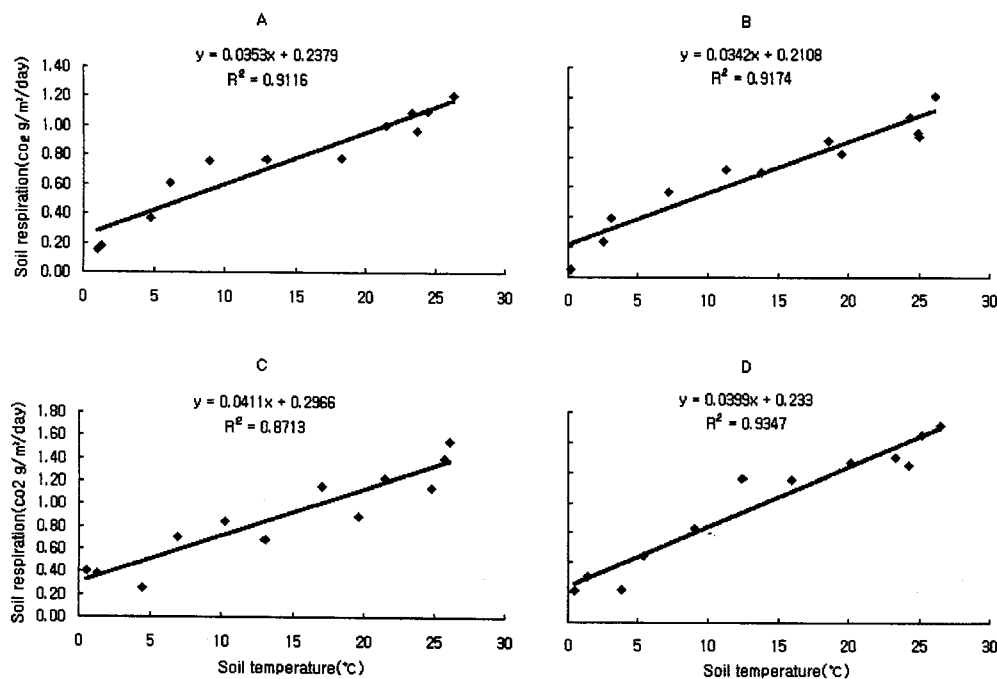 A
y = 0.0353x + 0.2379
R² = 0.9116
Soil respiration(co₂ g/m²/day)
1.40
1.20
1.00
0.80
0.60
0.40
0.20
0.00
0 5 10 15 20 25 30
B
y = 0.0342x + 0.2108
R² = 0.9174
0 5 10 15 20 25 30
C
y = 0.0411x + 0.2966
R² = 0.8713
Soil respiration(co2 g/m²/day)
1.80
1.60
1.40
1.20
1.00
0.80
0.60
0.40
0.20
0.00
0 5 10 15 20 25 30
Soil temperature(℃)
D
y = 0.0399x + 0.233
R² = 0.9347
0 5 10 15 20 25 30
Soil temperature(℃)